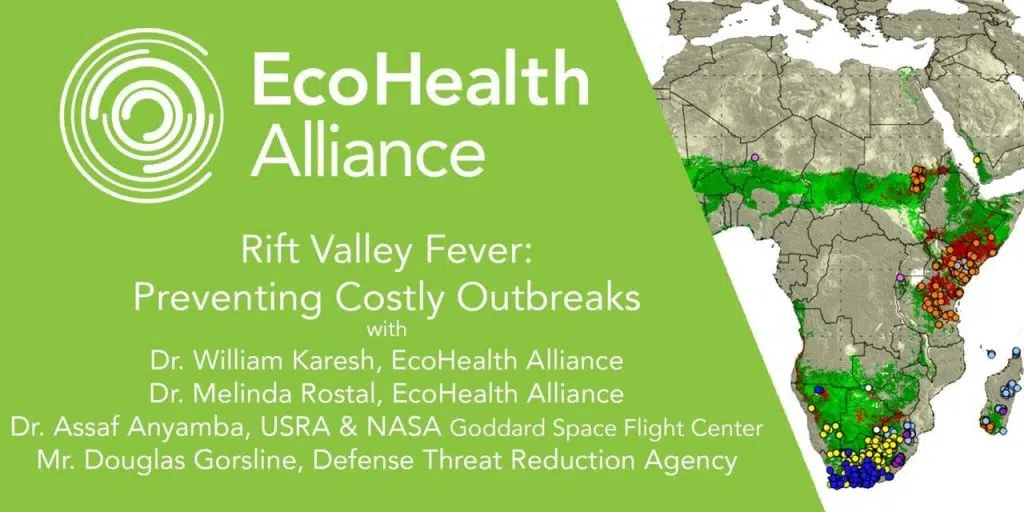 EcoHealth
Alliance
Rift Valley Fever:
Preventing Costly Outbreaks
with
Dr. William Karesh, EcoHealth Alliance
Dr. Melinda Rostal, EcoHealth Alliance
Dr. Assaf Anyamba, USRA & NASA Goddard Space Flight Center
Mr. Douglas Gorsline, Defense Threat Reduction Agency